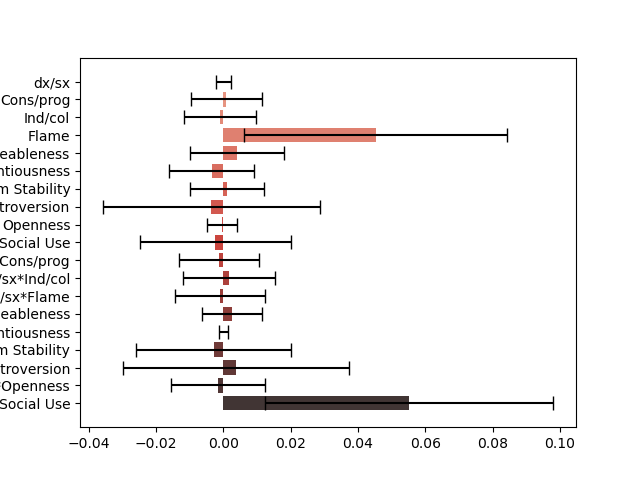 dx/sx
Cons/prog
Ind/col
Flame
eableness
ntiousness
m Stability
troversion
Openness
Social Use
Cons/prog
/sx*Ind/col
/sx*Flame
eableness
ntiousness
m Stability
troversion
*Openness
Social Use
−0.04 −0.02 0.00 0.02 0.04 0.06 0.08 0.10